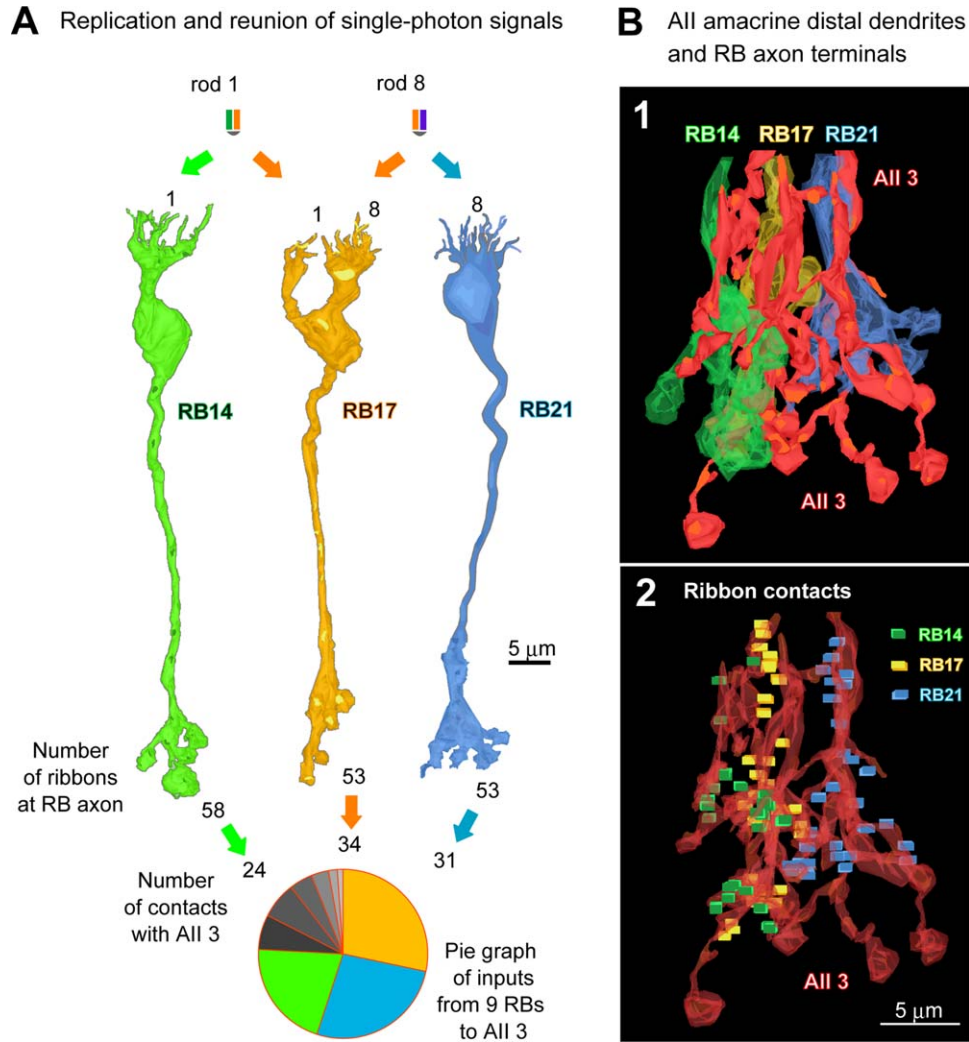 A Replication and reunion of single-photon signals
rod 1
rod 8
1
1
8
8
RB14
RB17
RB21
5 μm
Number
of ribbons
at RB axon
58
53
53
24
34
31
Number
of contacts
with AII 3
Pie graph
of inputs
from 9 RBs
to AII 3
B AII amacrine distal dendrites
and RB axon terminals
1
RB14 RB17 RB21
AII 3
AII 3
2 Ribbon contacts
RB14
RB17
RB21
AII 3
5 μm